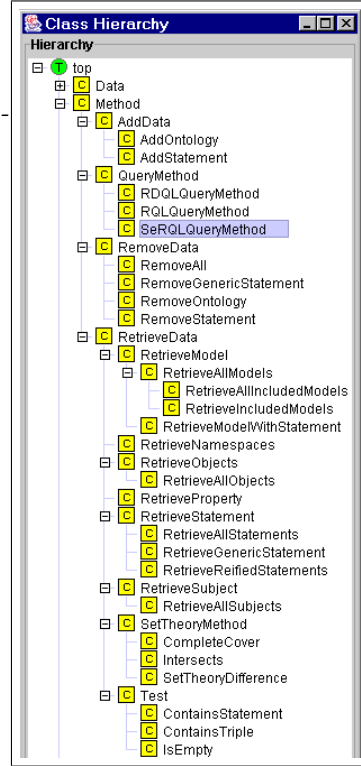 Class Hierarchy
Hierarchy
T top
C Data
C Method
C AddData
C AddOntology
C AddStatement
C QueryMethod
C RDQLQueryMethod
C RQLQueryMethod
C SeRQLQueryMethod
C RemoveData
C RemoveAll
C RemoveGenericStatement
C RemoveOntology
C RemoveStatement
C RetrieveData
C RetrieveModel
C RetrieveAllModels
C RetrieveAllIncludedModels
C RetrieveIncludedModels
C RetrieveModelWithStatement
C RetrieveNamespaces
C RetrieveObjects
C RetrieveAllObjects
C RetrieveProperty
C RetrieveStatement
C RetrieveAllStatements
C RetrieveGenericStatement
C RetrieveReifiedStatements
C RetrieveSubject
C RetrieveAllSubjects
C SetTheoryMethod
C CompleteCover
C Intersects
C SetTheoryDifference
C Test
C ContainsStatement
C ContainsTriple
C IsEmpty